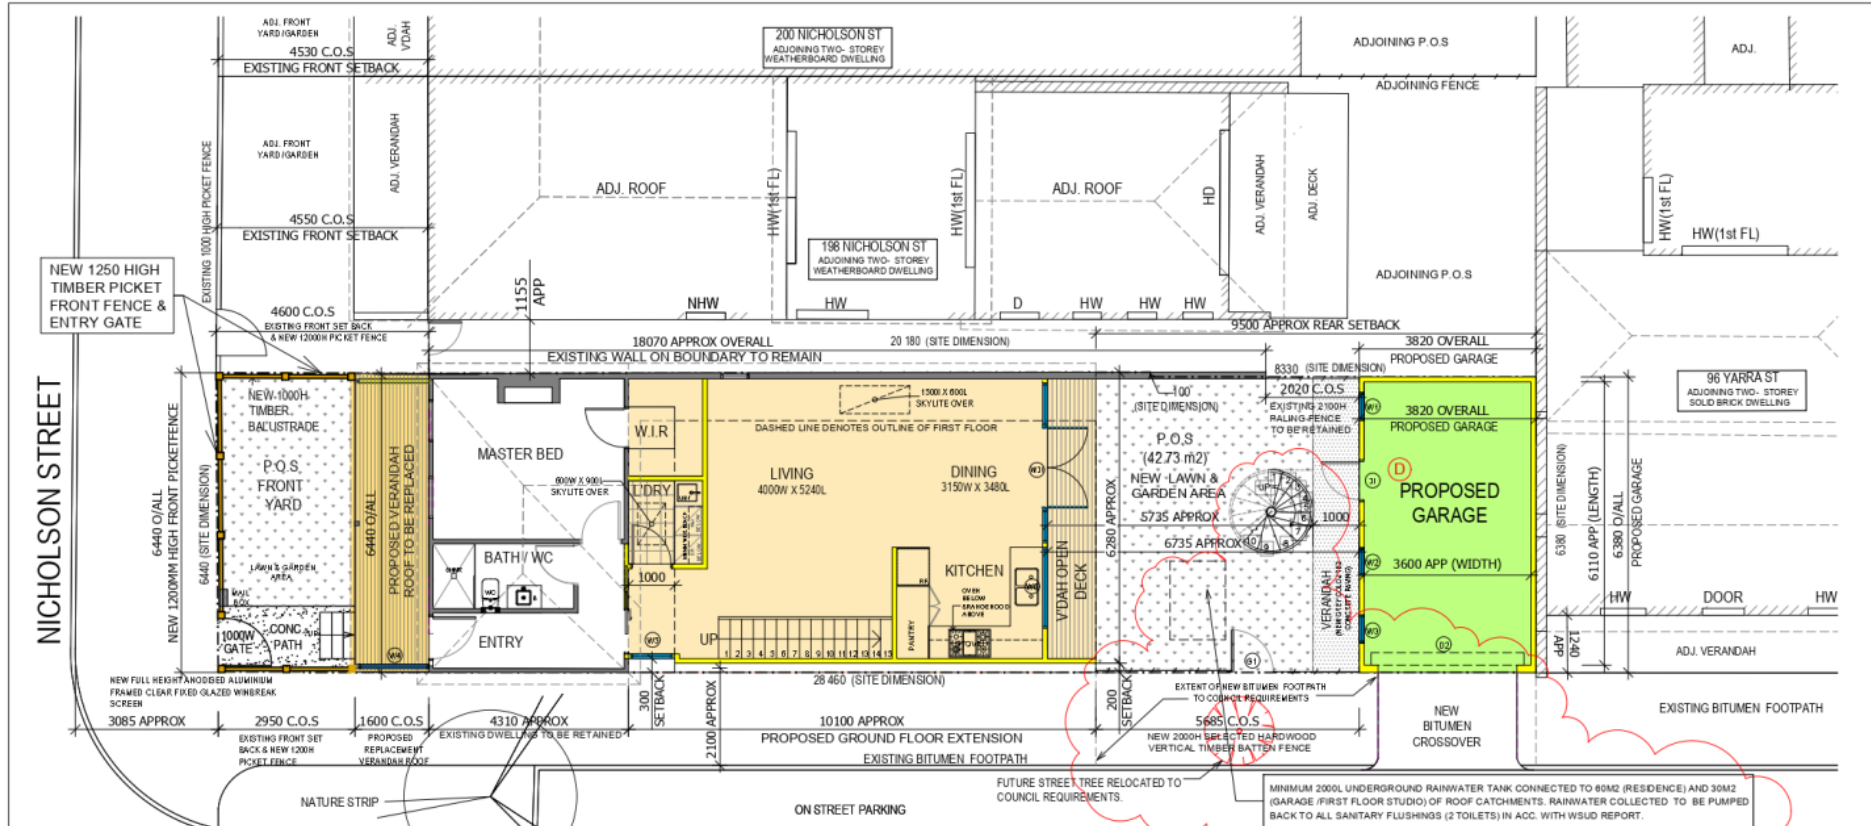 ADJ. FRONT
YARD/GARDEN
ADJ.
V'DAH
4530 C.O.S
EXISTING FRONT SETBACK
200 NICHOLSON ST
ADJOINING TWO- STOREY
WEATHERBOARD DWELLING
ADJOINING P.O.S
ADJ.
ADJOINING FENCE
ADJ. FRONT
YARD/GARDEN
ADJ. VERANDAH
EXISTING 1000 HIGH PICKET FENCE
4550 C.O.S
EXISTING FRONT SETBACK
ADJ. ROOF
HW(1st FL)
HW(1st FL)
ADJ. ROOF
HD
ADJ. VERANDAH
ADJ. DECK
198 NICHOLSON ST
ADJOINING TWO- STOREY
WEATHERBOARD DWELLING
HW(1st FL)
HW(1st FL)
ADJOINING P.O.S
NEW 1250 HIGH
TIMBER PICKET
FRONT FENCE &
ENTRY GATE
1155
APP
4600 C.O.S
EXISTING FRONT SET BACK
& NEW 12000H PICKET FENCE
NHW
HW
D
HW
HW
HW
9500 APPROX REAR SETBACK
18070 APPROX OVERALL
20 180 (SITE DIMENSION)
EXISTING WALL ON BOUNDARY TO REMAIN
3820 OVERALL
PROPOSED GARAGE
8330 (SITE DIMENSION)
96 YARRA ST
ADJOINING TWO- STOREY
SOLID BRICK DWELLING
NICHOLSON STREET
NEW 1200MM HIGH FRONT PICKETFENCE
6440 O/ALL
6440 (SITE DIMENSION)
NEW 1000H
TIMBER
BALUSTRADE
P.O.S
FRONT
YARD
LAWN & GARDEN
AREA
MAIL
BOX
1000W
GATE
CONC
PATH
UP
6440 O/ALL
PROPOSED VERANDAH
ROOF TO BE REPLACED
W4
MASTER BED
W.I.R
600W X 900L
SKYLITE OVER
L'DRY
BATH / WC
WC
ENTRY
1000
W5
1500l X 600L
SKYLITE OVER
DASHED LINE DENOTES OUTLINE OF FIRST FLOOR
LIVING
4000W X 5240L
DINING
3150W X 3480L
W3
KITCHEN
OVEN
BELOW
RANGEHOOD
ABOVE
PANTRY
UP
1 2 3 4 5 6 7 8 9 10 11 12 13 14 15
V'DAH OPEN
DECK
6280 APPROX
100
(SITE DIMENSION)
P.O.S
(42.73 m2)
NEW LAWN &
GARDEN AREA
2020 C.O.S
EXISTING 2100H
PALING FENCE
TO BE RETAINED
UP
5735 APPROX
1000
6735 APPROX
VERANDAH
G1
W1
31
W2
W3
D2
3820 OVERALL
PROPOSED GARAGE
D
PROPOSED
GARAGE
3600 APP (WIDTH)
6380 (SITE DIMENSION)
6110 APP (LENGTH)
6380 O/ALL
PROPOSED GARAGE
HW
DOOR
HW
1240
APP
ADJ. VERANDAH
NEW FULL HEIGHT ANODISED ALUMINIUM
FRAMED CLEAR FIXED GLAZED WINBREAK
SCREEN
28 460 (SITE DIMENSION)
300
SETBACK
2100 APPROX
200
SETBACK
EXTENT OF NEW BITUMEN FOOTPATH
TO COUNCIL REQUIREMENTS
3085 APPROX
2950 C.O.S
EXISTING FRONT SET
BACK & NEW 1200H
PICKET FENCE
1600 C.O.S
PROPOSED
REPLACEMENT
VERANDAH ROOF
4310 APPROX
EXISTING DWELLING TO BE RETAINED
10100 APPROX
PROPOSED GROUND FLOOR EXTENSION
5685 C.O.S
NEW 2000H SELECTED HARDWOOD
VERTICAL TIMBER BATTEN FENCE
NEW
BITUMEN
CROSSOVER
EXISTING BITUMEN FOOTPATH
EXISTING BITUMEN FOOTPATH
NATURE STRIP
ON STREET PARKING
FUTURE STREET TREE RELOCATED TO
COUNCIL REQUIREMENTS.
MINIMUM 2000L UNDERGROUND RAINWATER TANK CONNECTED TO 60M2 (RESIDENCE) AND 30M2
(GARAGE /FIRST FLOOR STUDIO) OF ROOF CATCHMENTS. RAINWATER COLLECTED TO BE PUMPED
BACK TO ALL SANITARY FLUSHINGS (2 TOILETS) IN ACC. WITH WSUD REPORT.